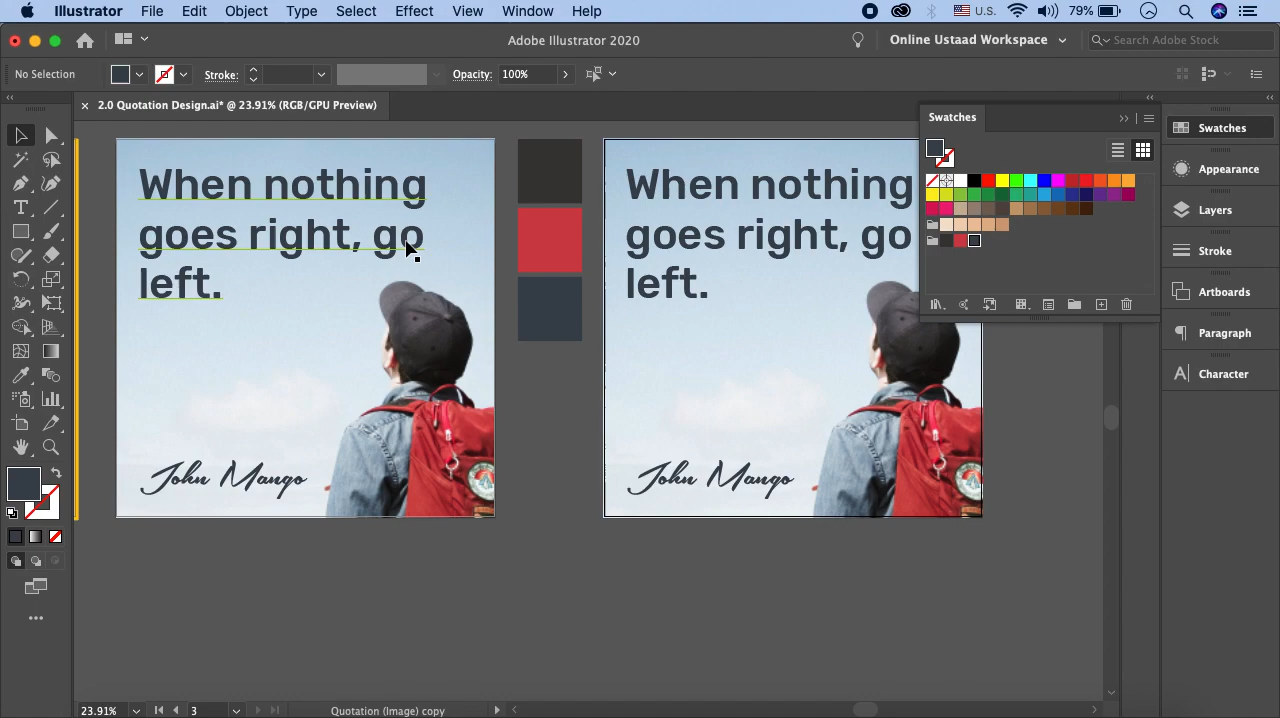 Illustrator File Edit Object Type Select Effect View Window Help U.S. 79%
Adobe Illustrator 2020
Online Ustaad Workspace
Search Adobe Stock
No Selection
Stroke:
Opacity: 100%
2.0 Quotation Design.ai* @ 23.91% (RGB/GPU Preview)
When nothing
goes right, go
left.
John Mango
When nothing
goes right, go
left.
John Mango
Swatches
Swatches
Appearance
Layers
Stroke
Artboards
Paragraph
Character
23.91%
3
Quotation (Image) copy